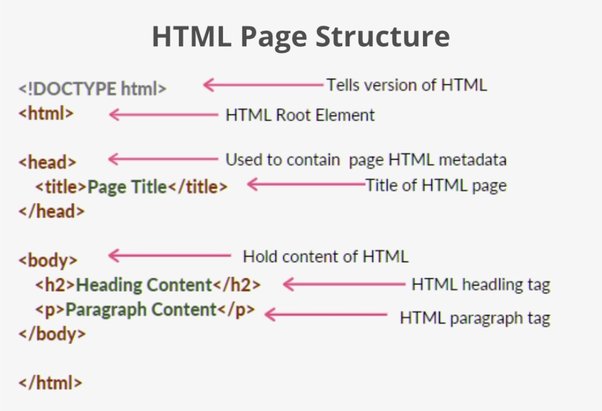 HTML Page Structure
<!DOCTYPE html> Tells version of HTML
<html> HTML Root Element
<head> Used to contain page HTML metadata
<title>Page Title</title> Title of HTML page
</head>
<body> Hold content of HTML
<h2>Heading Content</h2> HTML headling tag
<p>Paragraph Content</p> HTML paragraph tag
</body>
</html>